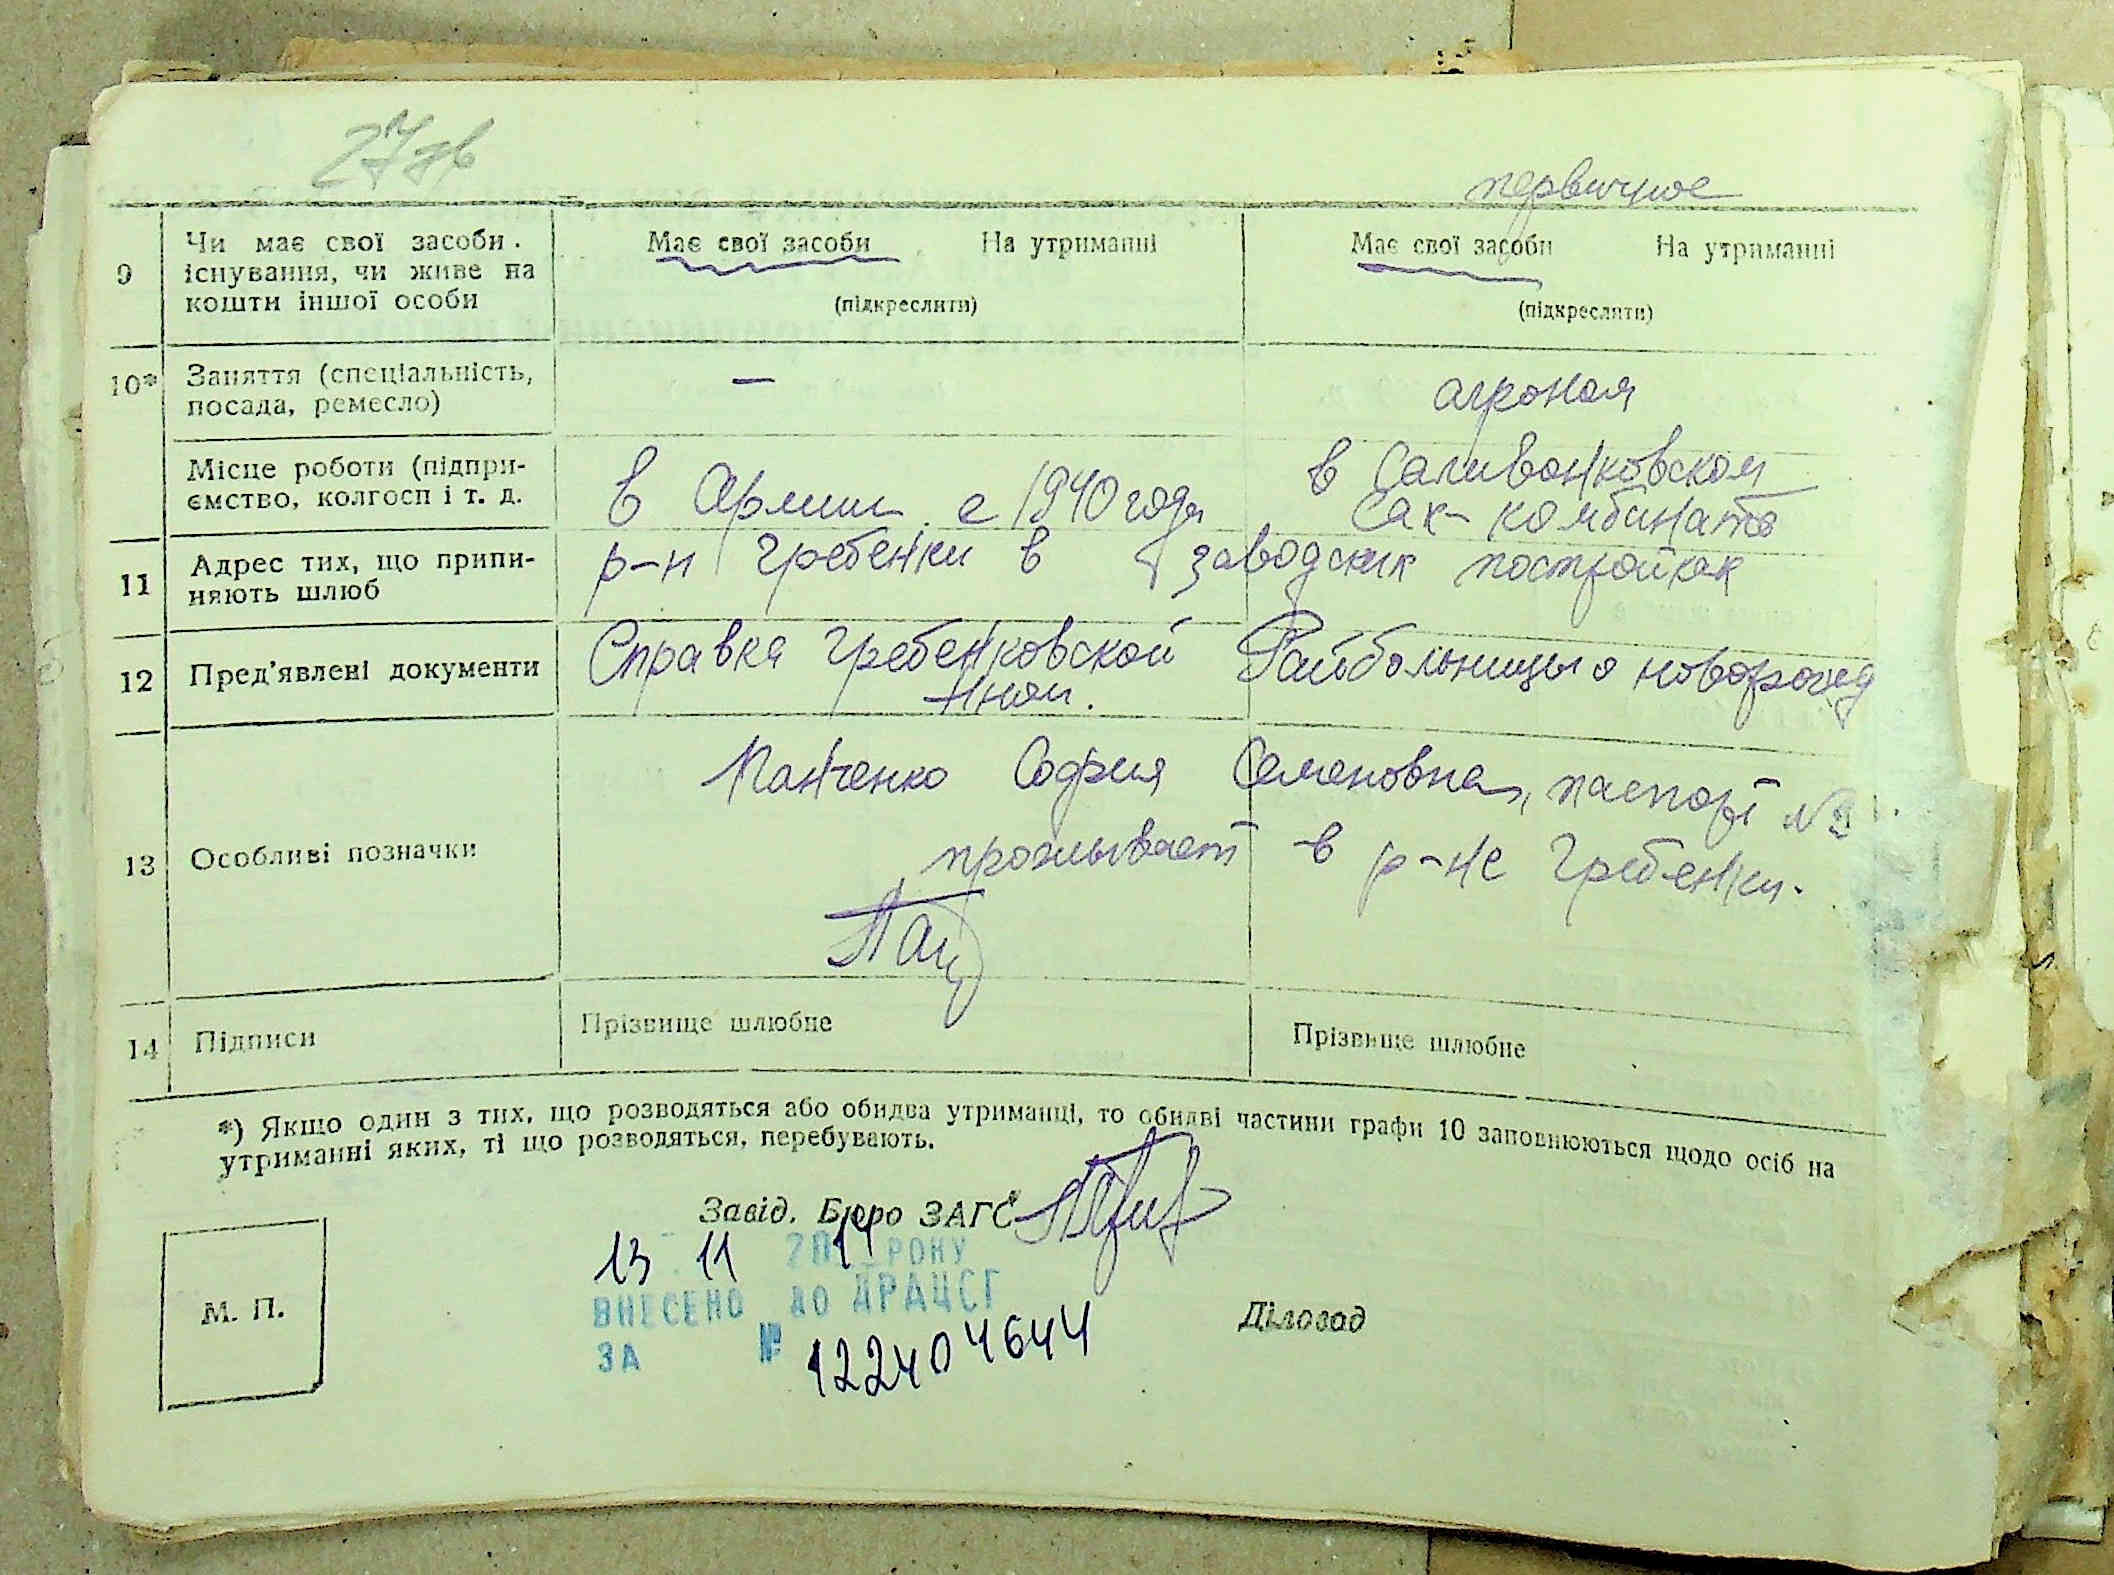 27зв
первичное
9 Чи має свої засоби існування, чи живе на кошти іншої особи
Має свої засоби На утриманні
(підкреслити)
Має свої засоби На утриманні
(підкреслити)
10* Заняття (спеціальність, посада, ремесло)
—
агроном
Місце роботи (підприємство, колгосп і т. д.
в Армии с 1940 года
в Саливонковском
Сах-комбинате
11 Адрес тих, що припиняють шлюб
р-н Гребенки в заводских постройках
12 Пред'явлені документи
Справка Гребенковской Райбольницы о новорожд
нном.
13 Особливі позначки
Панченко София Семеновна, паспорт №
проживает в р-не Гребенки.
14 Підписи
Прізвище шлюбне
Прізвище шлюбне
*) Якщо один з тих, що розводяться або обидва утриманці, то обидві частини графи 10 заповнюються щодо осіб на
утриманні яких, ті що розводяться, перебувають.
Завід. Бюро ЗАГС
13 11 2014 РОКУ
ВНЕСЕНО ДО ДРАЦСГ
ЗА № 122404644
М. П.
Діловод